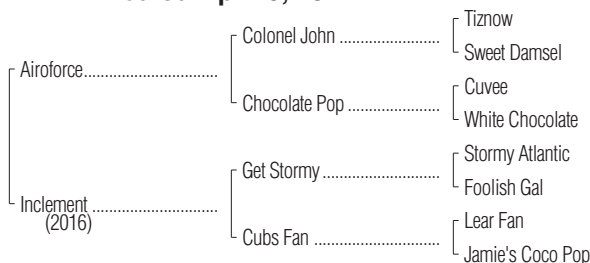 Tiznow
Colonel John
Sweet Damsel
Airoforce
Cuvee
Chocolate Pop
White Chocolate
Stormy Atlantic
Get Stormy
Foolish Gal
Inclement
(2016)
Lear Fan
Cubs Fan
Jamie's Coco Pop